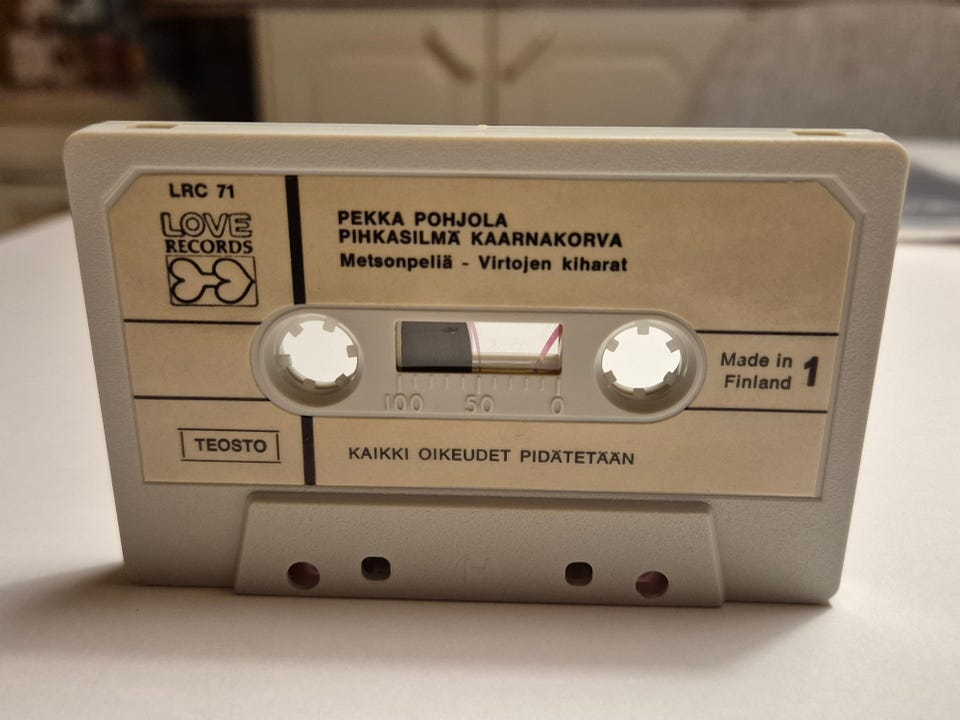 LRC 71
LOVE
RECORDS
PEKKA POHJOLA
PIHKASILMÄ KAARNAKORVA
Metsonpeliä - Virtojen kiharat
100 50 0
Made in
Finland
1
TEOSTO
KAIKKI OIKEUDET PIDÄTETÄÄN